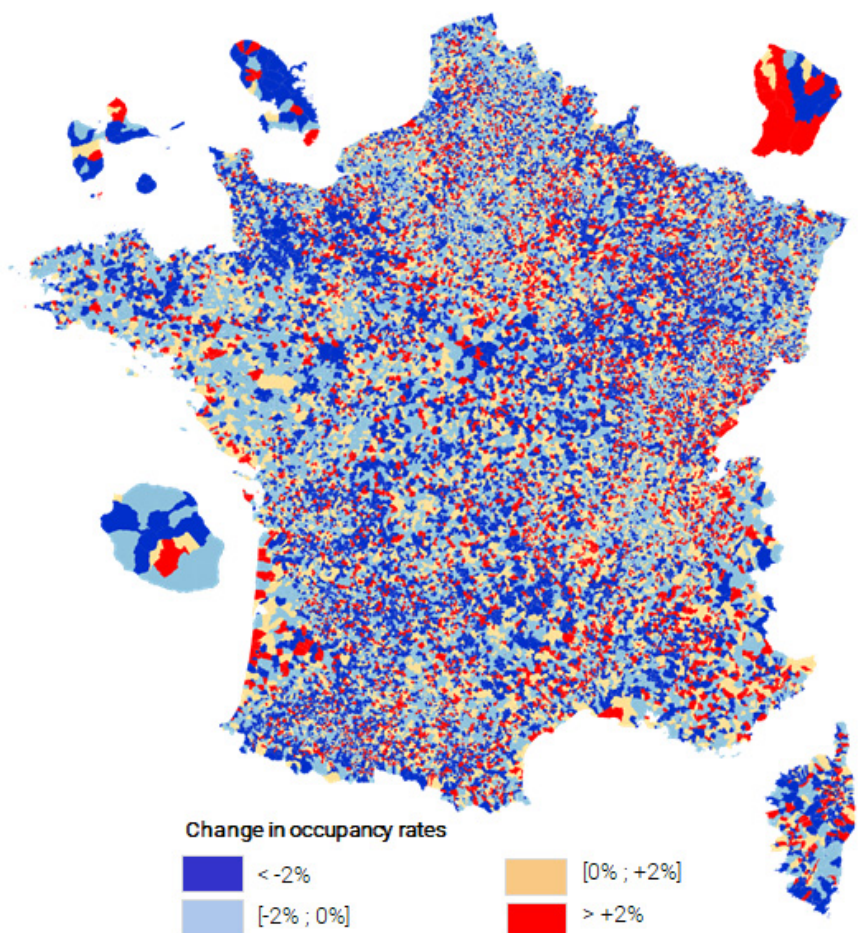 Change in occupancy rates
< -2%
[0% ; +2%]
[-2% ; 0%]
> +2%